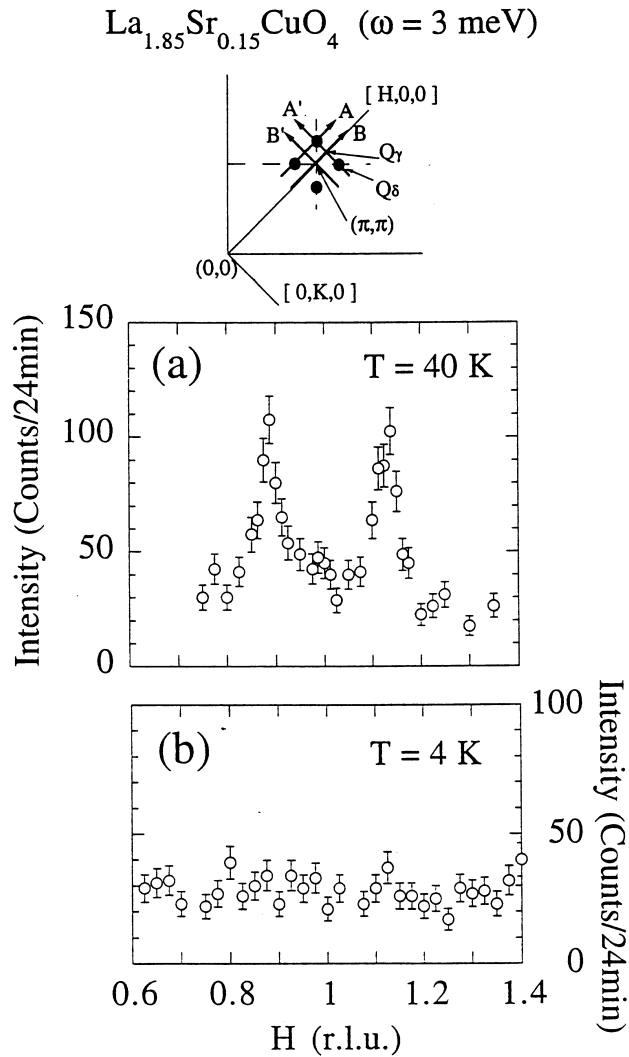 La1.85Sr0.15CuO4 (ω = 3 meV)
[ H,0,0 ]
A' A
B' B
Qγ
Qδ
(π,π)
(0,0)
[ 0,K,0 ]
150
(a) T = 40 K
100
50
0
Intensity (Counts/24min)
100
(b) T = 4 K
50
0
Intensity (Counts/24min)
0.6 0.8 1 1.2 1.4
H (r.l.u.)